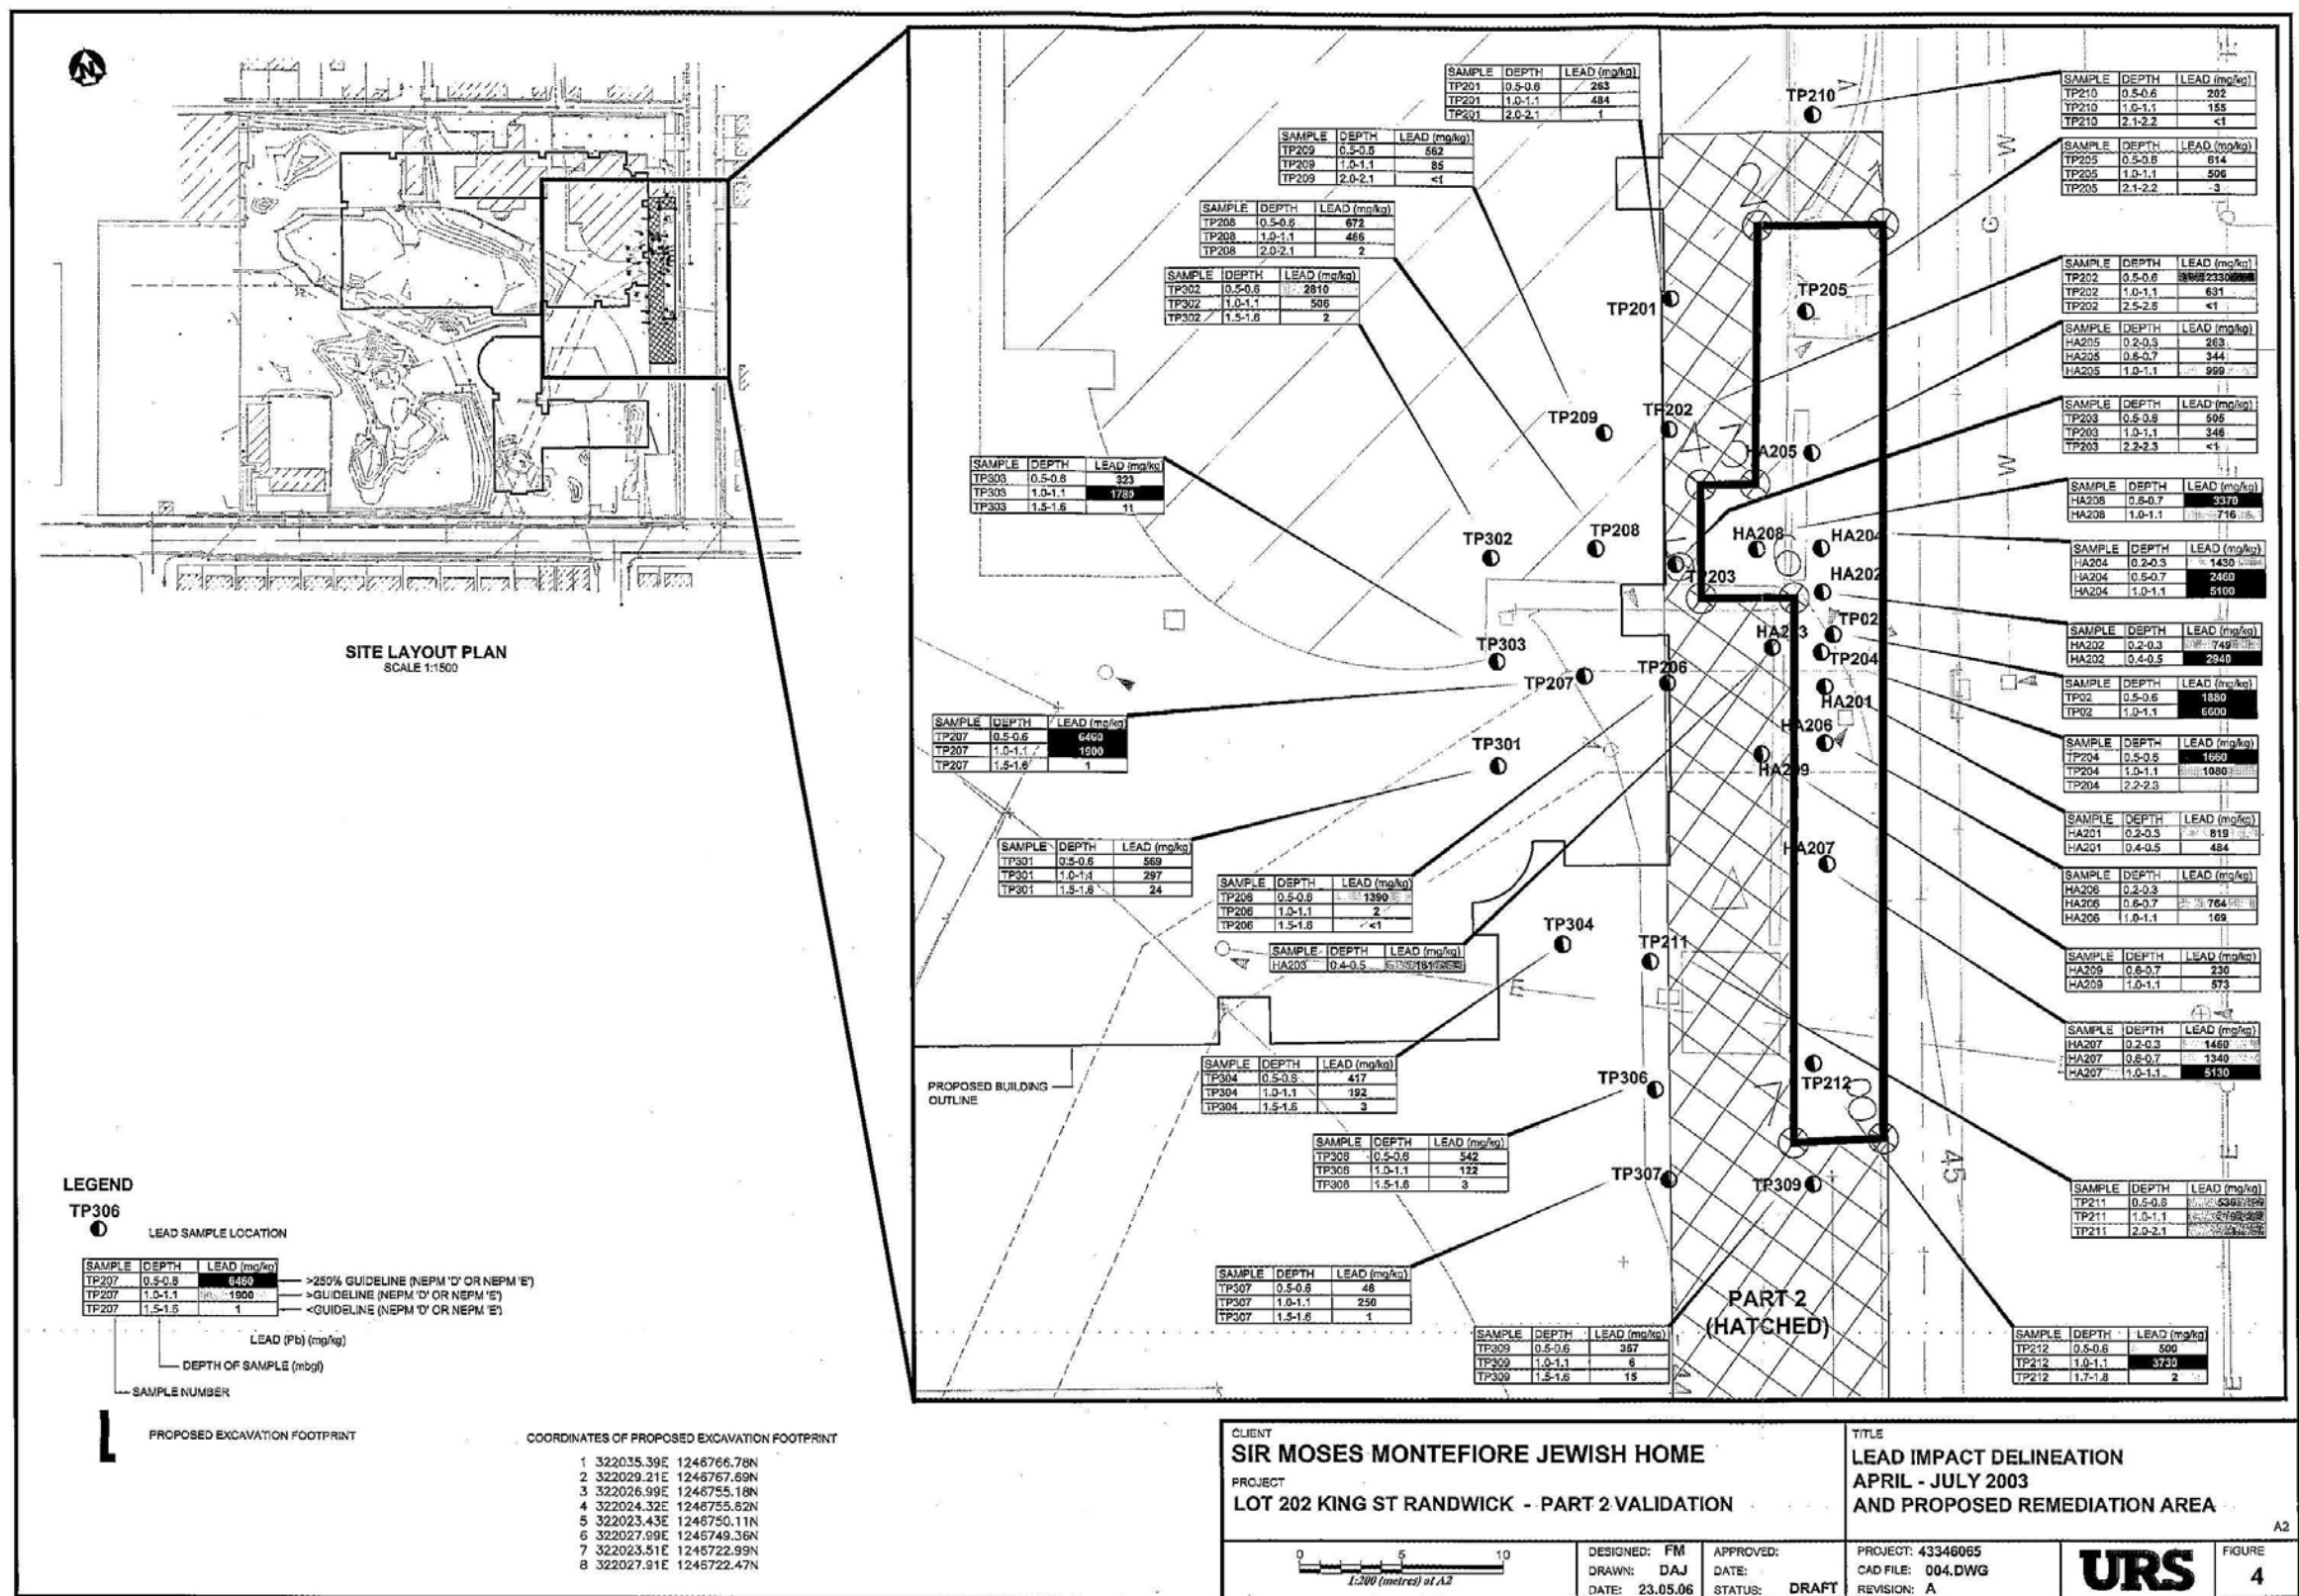 N
SITE LAYOUT PLAN
SCALE 1:1500
SAMPLE DEPTH LEAD (mg/kg)
TP201 0.5-0.6 263
TP201 1.0-1.1 484
TP201 2.0-2.1 1
SAMPLE DEPTH LEAD (mg/kg)
TP209 0.5-0.6 562
TP209 1.0-1.1 85
TP209 2.0-2.1 <1
SAMPLE DEPTH LEAD (mg/kg)
TP208 0.5-0.6 672
TP208 1.0-1.1 466
TP208 2.0-2.1 2
SAMPLE DEPTH LEAD (mg/kg)
TP302 0.5-0.6 2810
TP302 1.0-1.1 506
TP302 1.5-1.6 2
SAMPLE DEPTH LEAD (mg/kg)
TP303 0.5-0.6 323
TP303 1.0-1.1 1780
TP303 1.5-1.6 11
SAMPLE DEPTH LEAD (mg/kg)
TP207 0.5-0.6 6460
TP207 1.0-1.1 1900
TP207 1.5-1.6 1
SAMPLE DEPTH LEAD (mg/kg)
TP301 0.5-0.6 569
TP301 1.0-1.1 297
TP301 1.5-1.6 24
SAMPLE DEPTH LEAD (mg/kg)
TP206 0.5-0.6 1390
TP206 1.0-1.1 2
TP206 1.5-1.6 <1
SAMPLE DEPTH LEAD (mg/kg)
HA203 0.4-0.5
SAMPLE DEPTH LEAD (mg/kg)
TP304 0.5-0.6 417
TP304 1.0-1.1 192
TP304 1.5-1.6 3
SAMPLE DEPTH LEAD (mg/kg)
TP306 0.5-0.6 542
TP306 1.0-1.1 122
TP306 1.5-1.6 3
SAMPLE DEPTH LEAD (mg/kg)
TP307 0.5-0.6 46
TP307 1.0-1.1 250
TP307 1.5-1.6 1
SAMPLE DEPTH LEAD (mg/kg)
TP309 0.5-0.6 357
TP309 1.0-1.1 6
TP309 1.5-1.6 15
PROPOSED BUILDING
OUTLINE
TP210
TP205
TP201
TP209
TP202
HA205
TP302
TP208
HA208
HA204
TP203
HA202
TP02
HA203
TP204
TP303
TP207
TP206
HA201
HA206
TP301
HA209
HA207
TP304
TP211
TP306
TP212
TP307
TP309
1
2
3
4
6
7
8
W
G
W
E
45
E
E
PART 2
(HATCHED)
SAMPLE DEPTH LEAD (mg/kg)
TP210 0.5-0.6 202
TP210 1.0-1.1 155
TP210 2.1-2.2 <1
SAMPLE DEPTH LEAD (mg/kg)
TP205 0.5-0.6 614
TP205 1.0-1.1 506
TP205 2.1-2.2 3
SAMPLE DEPTH LEAD (mg/kg)
TP202 0.5-0.6 2330
TP202 1.0-1.1 631
TP202 2.5-2.6 <1
SAMPLE DEPTH LEAD (mg/kg)
HA205 0.2-0.3 263
HA205 0.6-0.7 344
HA205 1.0-1.1 999
SAMPLE DEPTH LEAD (mg/kg)
TP203 0.5-0.6 505
TP203 1.0-1.1 346
TP203 2.2-2.3 <1
SAMPLE DEPTH LEAD (mg/kg)
HA208 0.6-0.7 3370
HA208 1.0-1.1 716
SAMPLE DEPTH LEAD (mg/kg)
HA204 0.2-0.3 1430
HA204 0.6-0.7 2460
HA204 1.0-1.1 5100
SAMPLE DEPTH LEAD (mg/kg)
HA202 0.2-0.3 749
HA202 0.4-0.5 2940
SAMPLE DEPTH LEAD (mg/kg)
TP02 0.5-0.6 1880
TP02 1.0-1.1 6600
SAMPLE DEPTH LEAD (mg/kg)
TP204 0.5-0.6 1660
TP204 1.0-1.1 1080
TP204 2.2-2.3
SAMPLE DEPTH LEAD (mg/kg)
HA201 0.2-0.3 819
HA201 0.4-0.5 484
SAMPLE DEPTH LEAD (mg/kg)
HA206 0.2-0.3
HA206 0.6-0.7 764
HA206 1.0-1.1 169
SAMPLE DEPTH LEAD (mg/kg)
HA209 0.6-0.7 230
HA209 1.0-1.1 573
SAMPLE DEPTH LEAD (mg/kg)
HA207 0.2-0.3 1460
HA207 0.6-0.7 1340
HA207 1.0-1.1 5130
SAMPLE DEPTH LEAD (mg/kg)
TP211 0.5-0.6
TP211 1.0-1.1
TP211 2.0-2.1
SAMPLE DEPTH LEAD (mg/kg)
TP212 0.5-0.6 500
TP212 1.0-1.1 3730
TP212 1.7-1.8 2
LEGEND
TP306
LEAD SAMPLE LOCATION
SAMPLE DEPTH LEAD (mg/kg)
TP207 0.5-0.6 6460 >250% GUIDELINE (NEPM 'D' OR NEPM 'E')
TP207 1.0-1.1 1900 >GUIDELINE (NEPM 'D' OR NEPM 'E')
TP207 1.5-1.6 1 <GUIDELINE (NEPM 'D' OR NEPM 'E')
LEAD (Pb) (mg/kg)
DEPTH OF SAMPLE (mbgl)
SAMPLE NUMBER
PROPOSED EXCAVATION FOOTPRINT
COORDINATES OF PROPOSED EXCAVATION FOOTPRINT
1 322035.39E 1246766.78N
2 322029.21E 1246767.69N
3 322026.99E 1246755.18N
4 322024.32E 1246755.62N
5 322023.43E 1246750.11N
6 322027.99E 1246749.36N
7 322023.51E 1246722.99N
8 322027.91E 1246722.47N
CLIENT
SIR MOSES MONTEFIORE JEWISH HOME
PROJECT
LOT 202 KING ST RANDWICK - PART 2 VALIDATION
TITLE
LEAD IMPACT DELINEATION
APRIL - JULY 2003
AND PROPOSED REMEDIATION AREA
A2
0 5 10
1:200 (metres) at A2
DESIGNED: FM
DRAWN: DAJ
DATE: 23.05.06
APPROVED:
DATE:
STATUS: DRAFT
PROJECT: 43346065
CAD FILE: 004.DWG
REVISION: A
URS
FIGURE
4